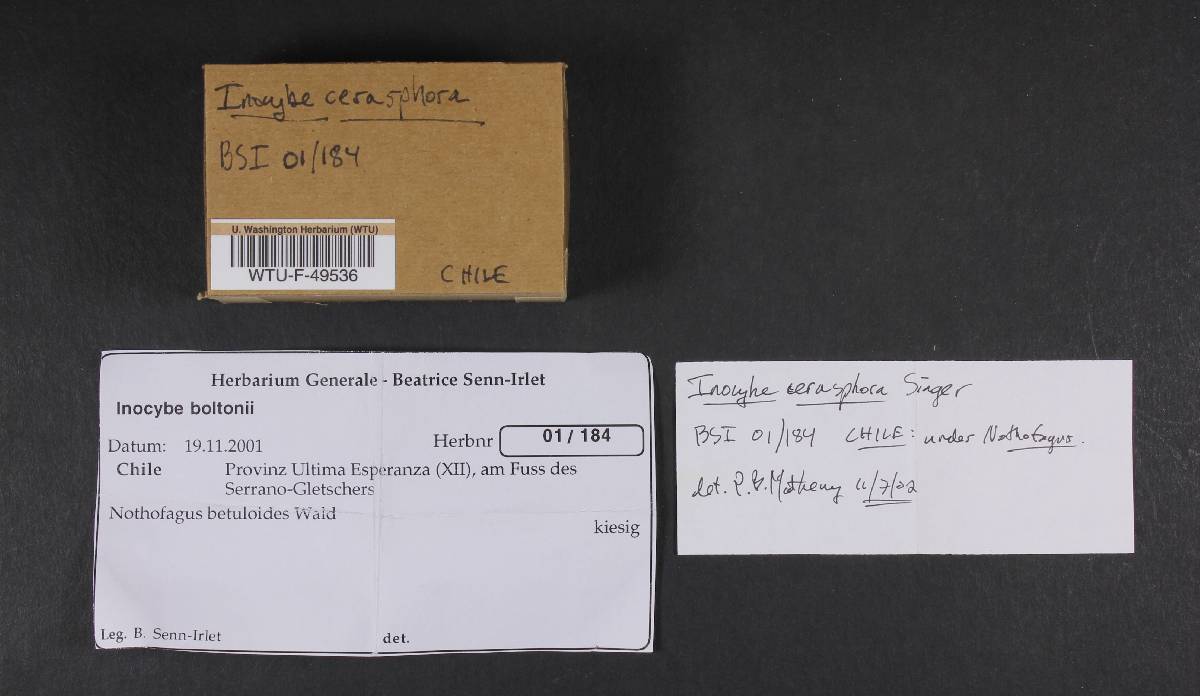 Inocybe cerasphora
BSI 01/184
U. Washington Herbarium (WTU)
WTU-F-49536
CHILE
Herbarium Generale - Beatrice Senn-Irlet
Inocybe boltonii
Datum: 19.11.2001
Herbnr 01 / 184
Chile Provinz Ultima Esperanza (XII), am Fuss des
Serrano-Gletschers
Nothofagus betuloides Wald
kiesig
Leg. B. Senn-Irlet det.
Inocybe cerasphora Singer
BSI 01/184 CHILE: under Nothofagus.
det. P. B. Matheny 11/7/02